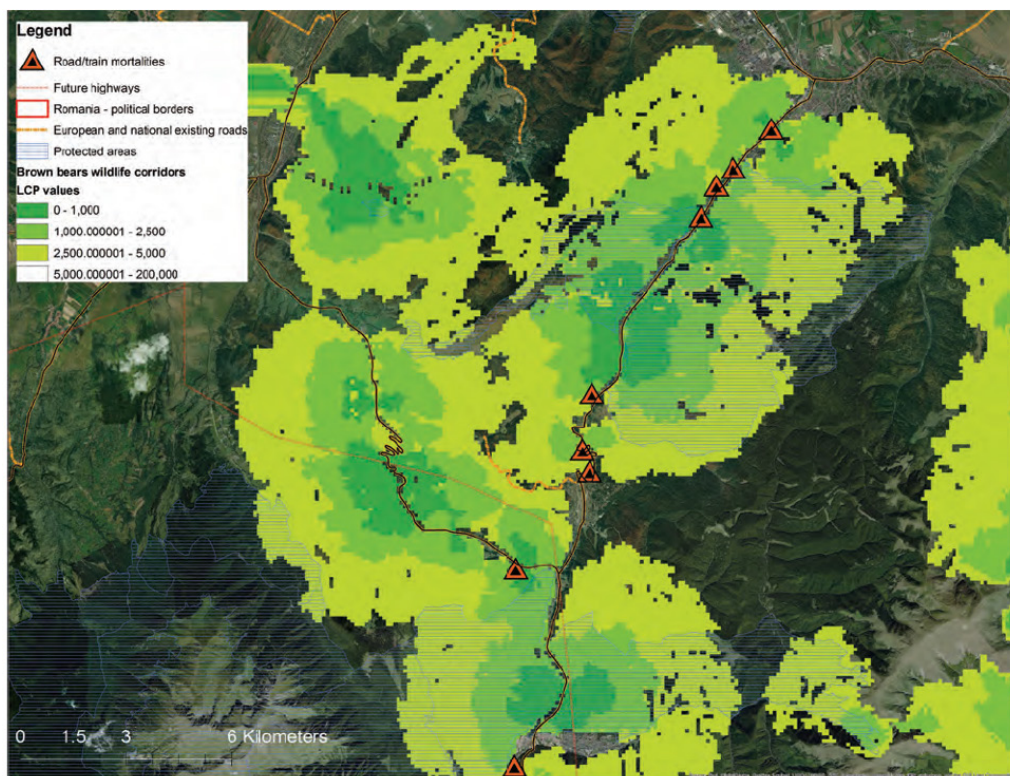 Legend
Road/train mortalities
Future highways
Romania - political borders
European and national existing roads
Protected areas
Brown bears wildlife corridors
LCP values
0 - 1,000
1,000.000001 - 2,500
2,500.000001 - 5,000
5,000.000001 - 200,000
0 1.5 3 6 Kilometers